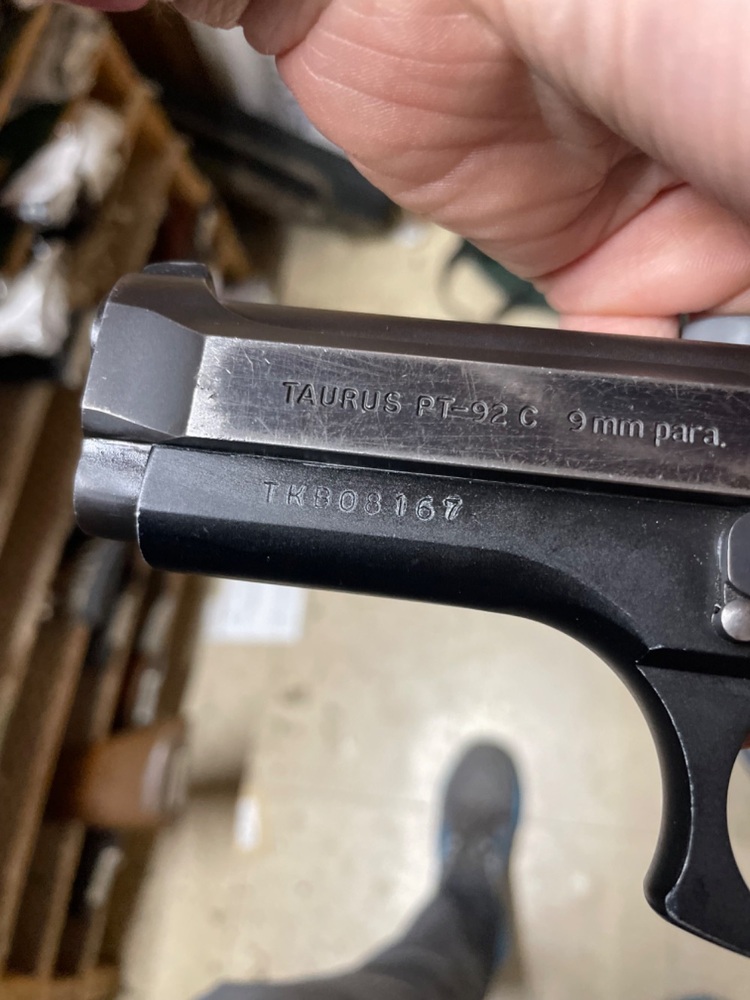 TAURUS PT-92 C 9mm para.
TKB08167